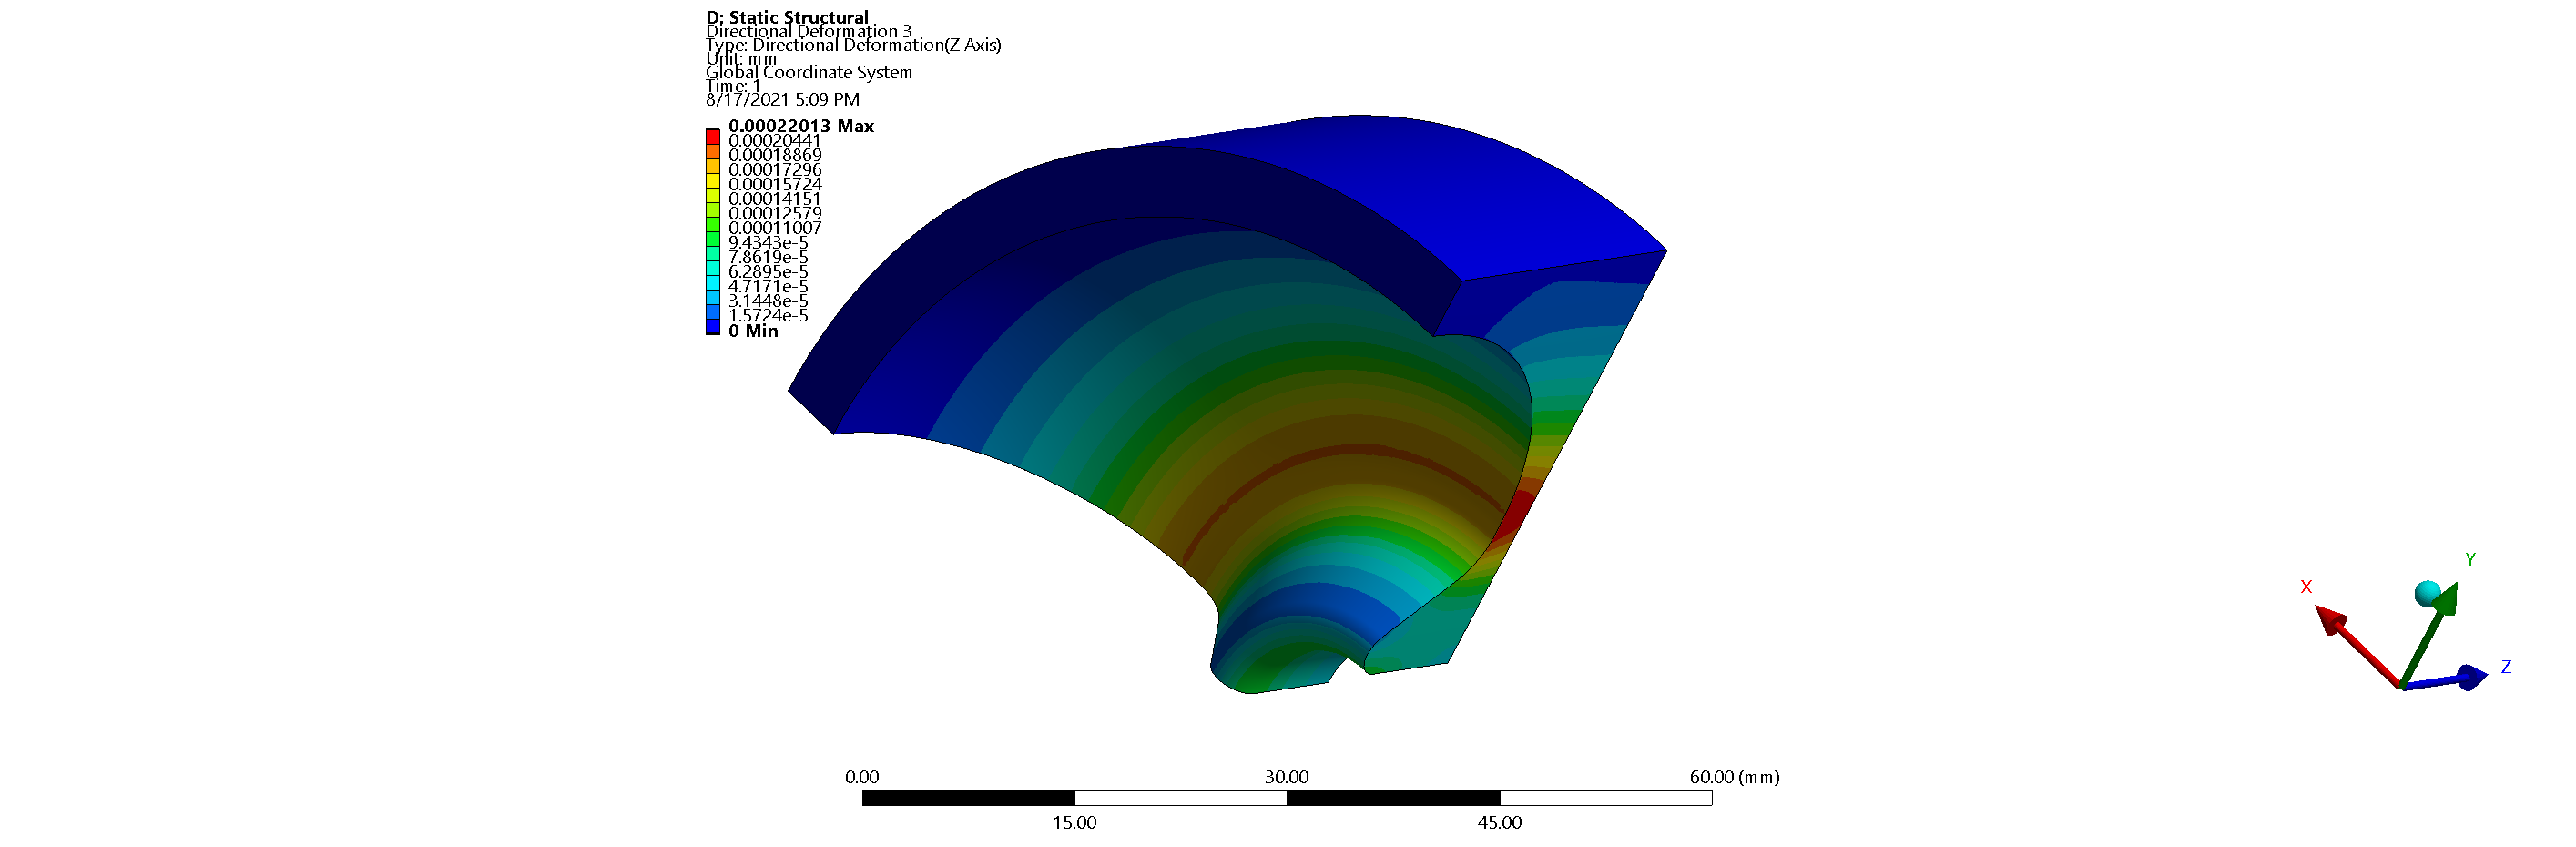 D: Static Structural
Directional Deformation 3
Type: Directional Deformation(Z Axis)
Unit: mm
Global Coordinate System
Time: 1
8/17/2021 5:09 PM
0.00022013 Max
0.00020441
0.00018869
0.00017296
0.00015724
0.00014151
0.00012579
0.00011007
9.4343e-5
7.8619e-5
6.2895e-5
4.7171e-5
3.1448e-5
1.5724e-5
0 Min
Y
X
Z
0.00 30.00 60.00 (mm)
15.00 45.00